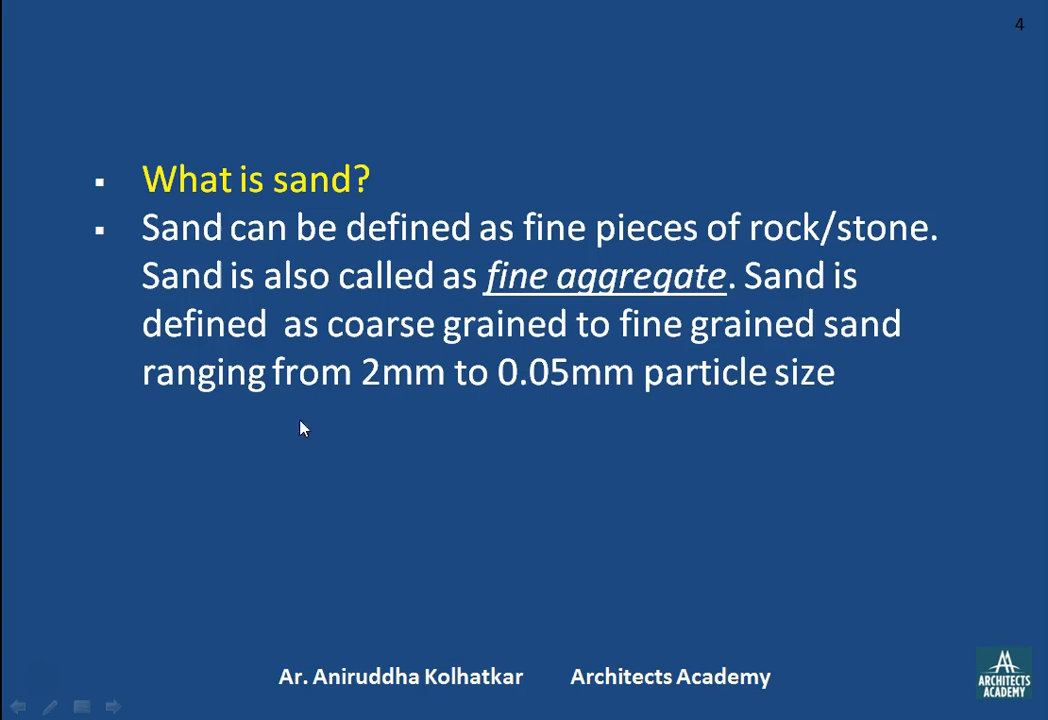 4
What is sand?
Sand can be defined as fine pieces of rock/stone.
Sand is also called as fine aggregate. Sand is
defined as coarse grained to fine grained sand
ranging from 2mm to 0.05mm particle size
Ar. Aniruddha Kolhatkar Architects Academy
ARCHITECTS
ACADEMY